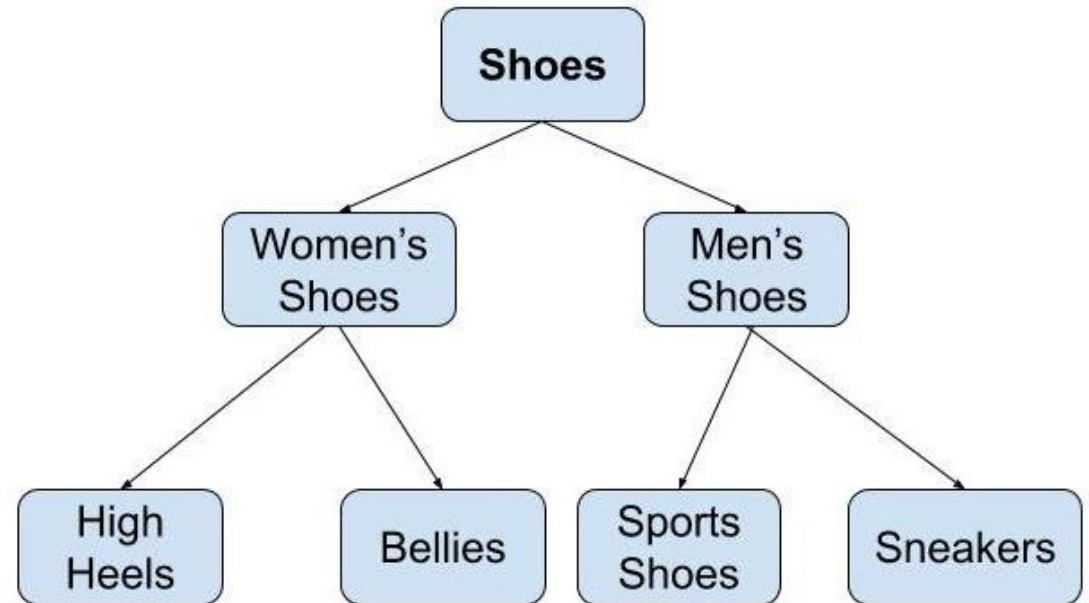 Shoes
Women’s
Shoes
Men’s
Shoes
High
Heels
Bellies
Sports
Shoes
Sneakers